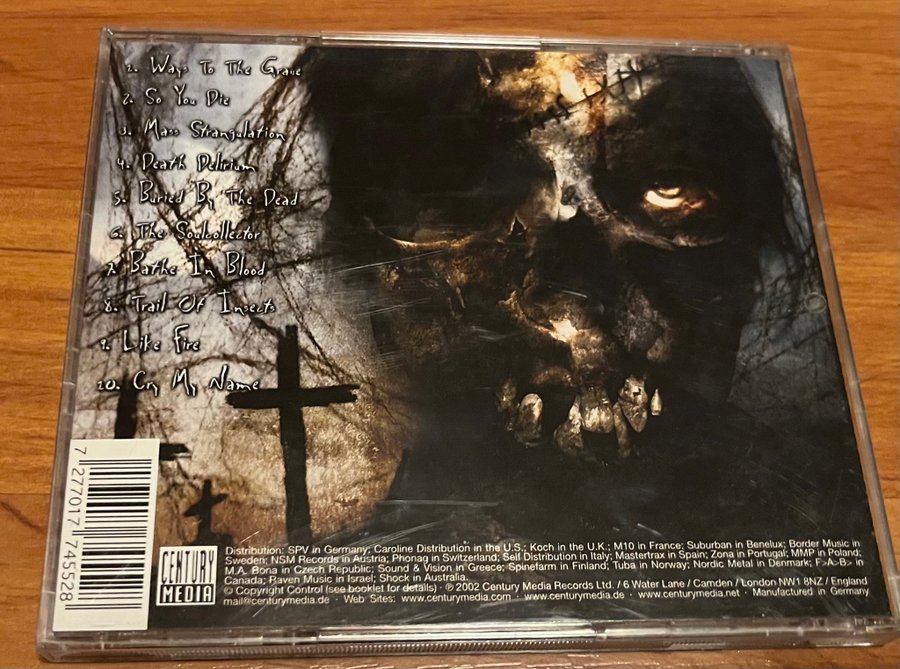 1. Ways To The Grave
2. So You Die
3. Mass Strangulation
4. Death Delirium
5. Buried By The Dead
6. The Soulcollector
7. Bathe In Blood
8. Trail Of Insects
9. Like Fire
10. Cry My Name
7 277017 745528
CENTURY
MEDIA
Distribution: SPV in Germany; Caroline Distribution in the U.S.; Koch in the U.K.; M10 in France; Suburban in Benelux; Border Music in
Sweden; NSM Records in Austria; Phonag in Switzerland; Self Distribution in Italy; Mastertrax in Spain; Zona in Portugal; MMP in Poland;
M.A. Bona in Czech Republic; Sound & Vision in Greece; Spinefarm in Finland; Tuba in Norway; Nordic Metal in Denmark; F>A>B> in
Canada; Raven Music in Israel; Shock in Australia.
© Copyright Control (see booklet for details) · ℗ 2002 Century Media Records Ltd. / 6 Water Lane / Camden / London NW1 8NZ / England
mail@centurymedia.de · Web Sites: www.centurymedia.com · www.centurymedia.de · www.centurymedia.net · Manufactured in Germany